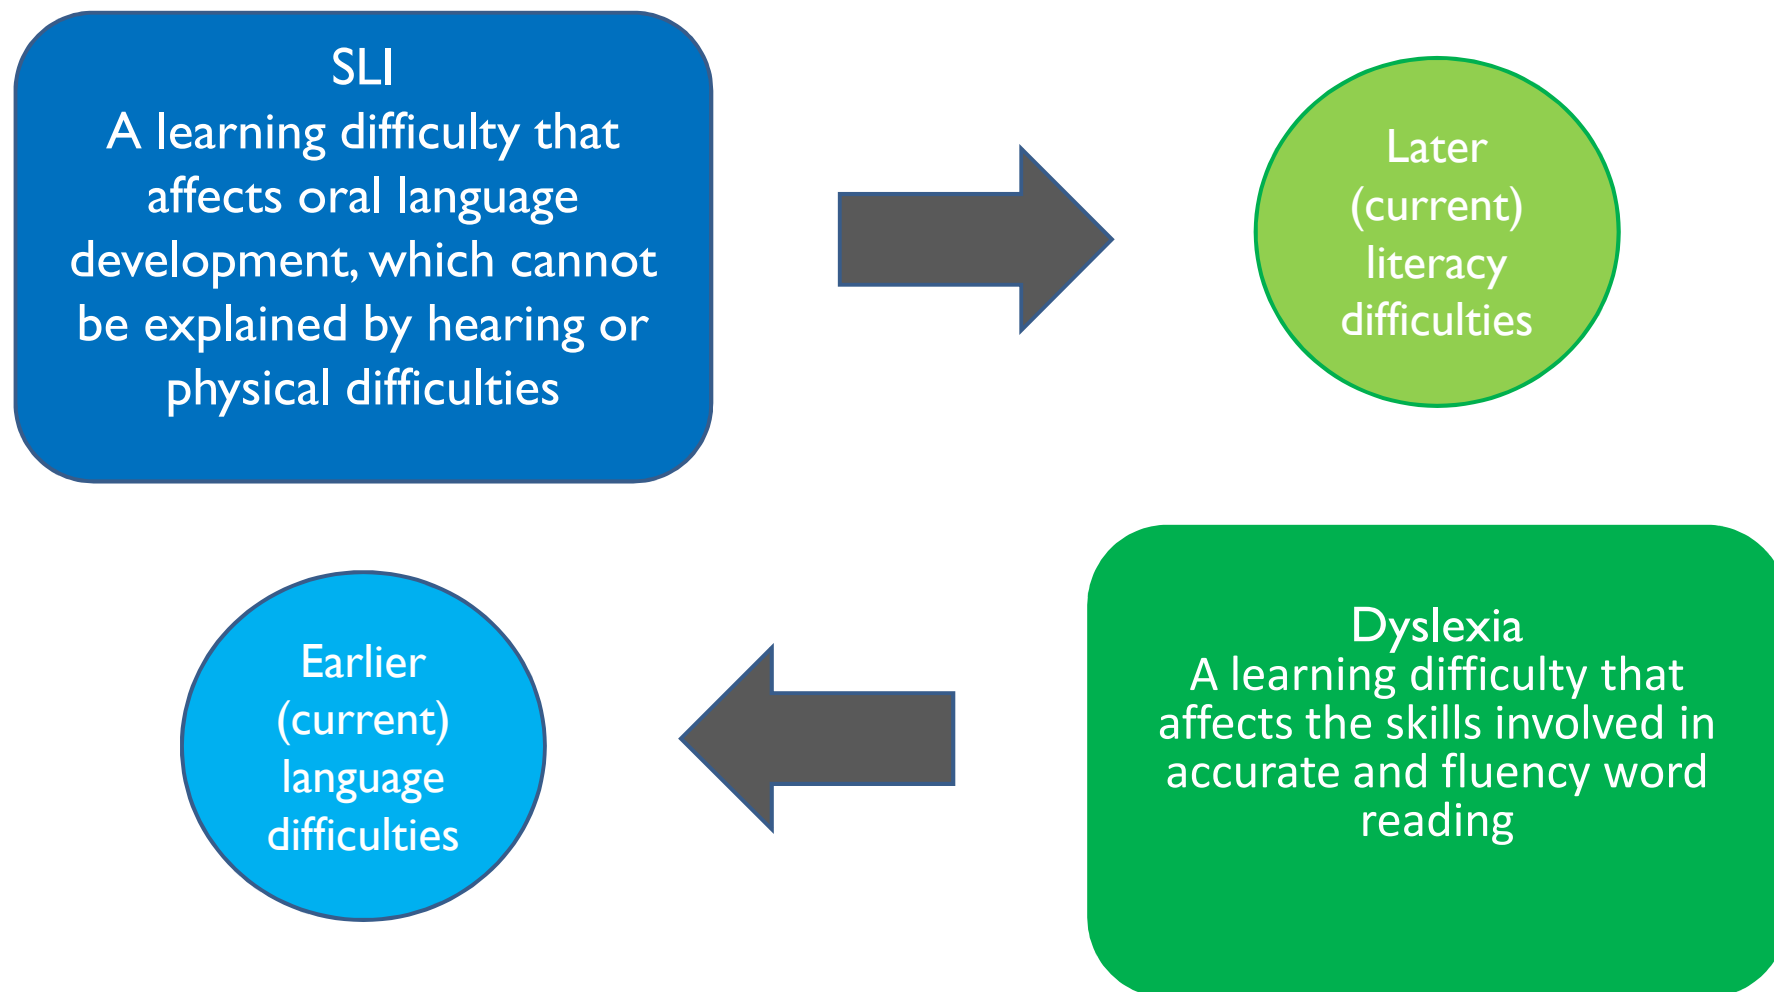 SLI
A learning difficulty that
affects oral language
development, which cannot
be explained by hearing or
physical difficulties
Later
(current)
literacy
difficulties
Earlier
(current)
language
difficulties
Dyslexia
A learning difficulty that
affects the skills involved in
accurate and fluency word
reading